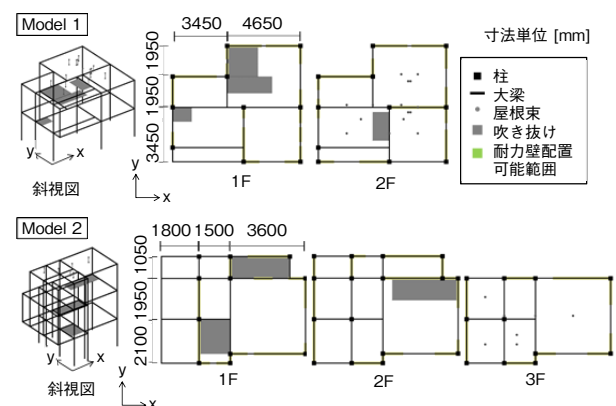 Model 1
3450 4650
寸法単位 [mm]
1950
1950
3450
柱
大梁
屋根束
吹き抜け
耐力壁配置
可能範囲
y
x
斜視図
y
x
1F
2F
Model 2
1800 1500 3600
1050
1950
2100
y
x
斜視図
y
x
1F
2F
3F